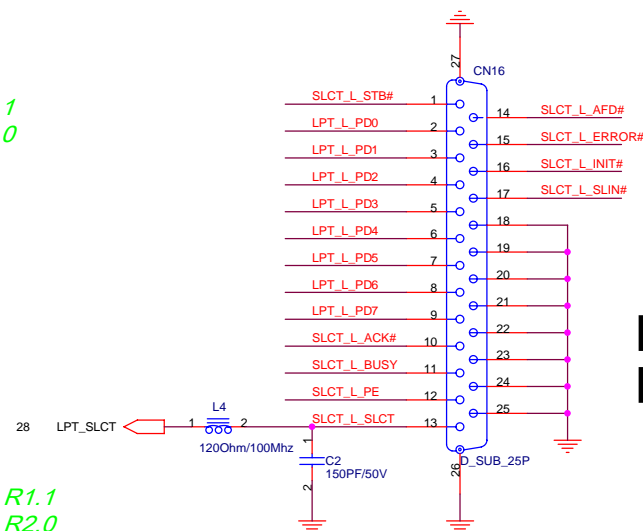 27
CN16
SLCT_L_STB# 1
14 SLCT_L_AFD#
1
LPT_L_PD0 2
0
15 SLCT_L_ERROR#
LPT_L_PD1 3
16 SLCT_L_INIT#
LPT_L_PD2 4
17 SLCT_L_SLIN#
LPT_L_PD3 5
18
LPT_L_PD4 6
19
LPT_L_PD5 7
20
LPT_L_PD6 8
21
LPT_L_PD7 9
22
SLCT_L_ACK# 10
23
SLCT_L_BUSY 11
24
SLCT_L_PE 12
25
L4
SLCT_L_SLCT 13
28 LPT_SLCT 1 2
120Ohm/100Mhz
1
C2
150PF/50V
2
D_SUB_25P
26
R1.1
R2.0